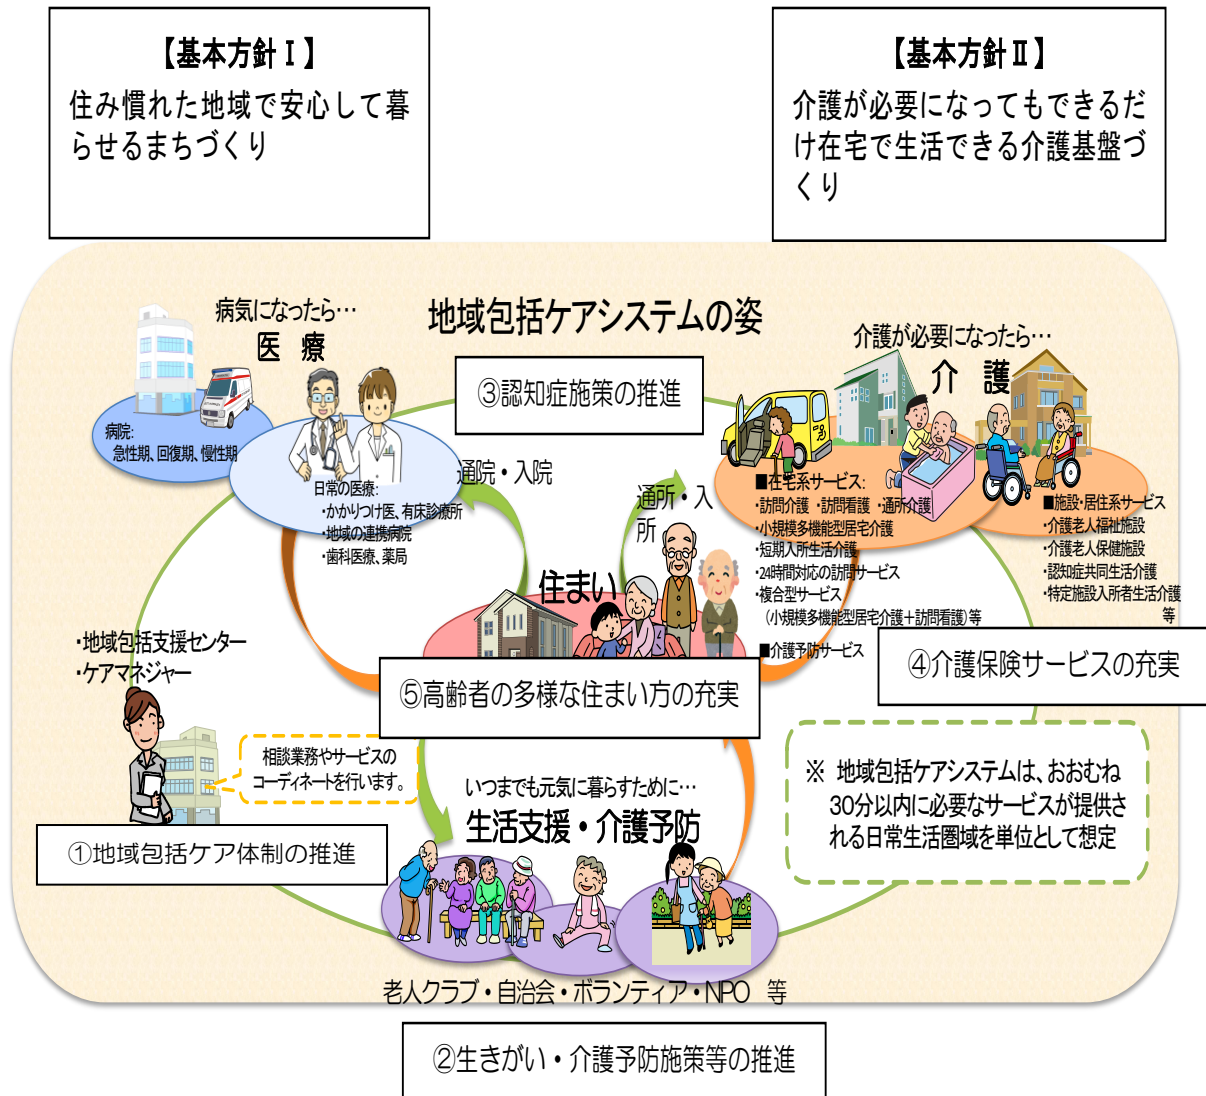 【基本方針Ⅰ】
住み慣れた地域で安心して暮
らせるまちづくり
【基本方針Ⅱ】
介護が必要になってもできるだ
け在宅で生活できる介護基盤づ
くり
地域包括ケアシステムの姿
病気になったら…
医 療
病院:
急性期、回復期、慢性期
日常の医療:
・かかりつけ医、有床診療所
・地域の連携病院
・歯科医療、薬局
③認知症施策の推進
通院・入院
通所・入
所
介護が必要になったら…
介 護
■在宅系サービス:
・訪問介護 ・訪問看護 ・通所介護
・小規模多機能型居宅介護
・短期入所生活介護
・24時間対応の訪問サービス
・複合型サービス
(小規模多機能型居宅介護+訪問看護)等
■介護予防サービス
■施設・居住系サービス
・介護老人福祉施設
・介護老人保健施設
・認知症共同生活介護
・特定施設入所者生活介護
等
住まい
・地域包括支援センター
・ケアマネジャー
④介護保険サービスの充実
⑤高齢者の多様な住まい方の充実
相談業務やサービスの
コーディネートを行います。
①地域包括ケア体制の推進
いつまでも元気に暮らすために…
生活支援・介護予防
※ 地域包括ケアシステムは、おおむね
30分以内に必要なサービスが提供さ
れる日常生活圏域を単位として想定
老人クラブ・自治会・ボランティア・NPO 等
②生きがい・介護予防施策等の推進